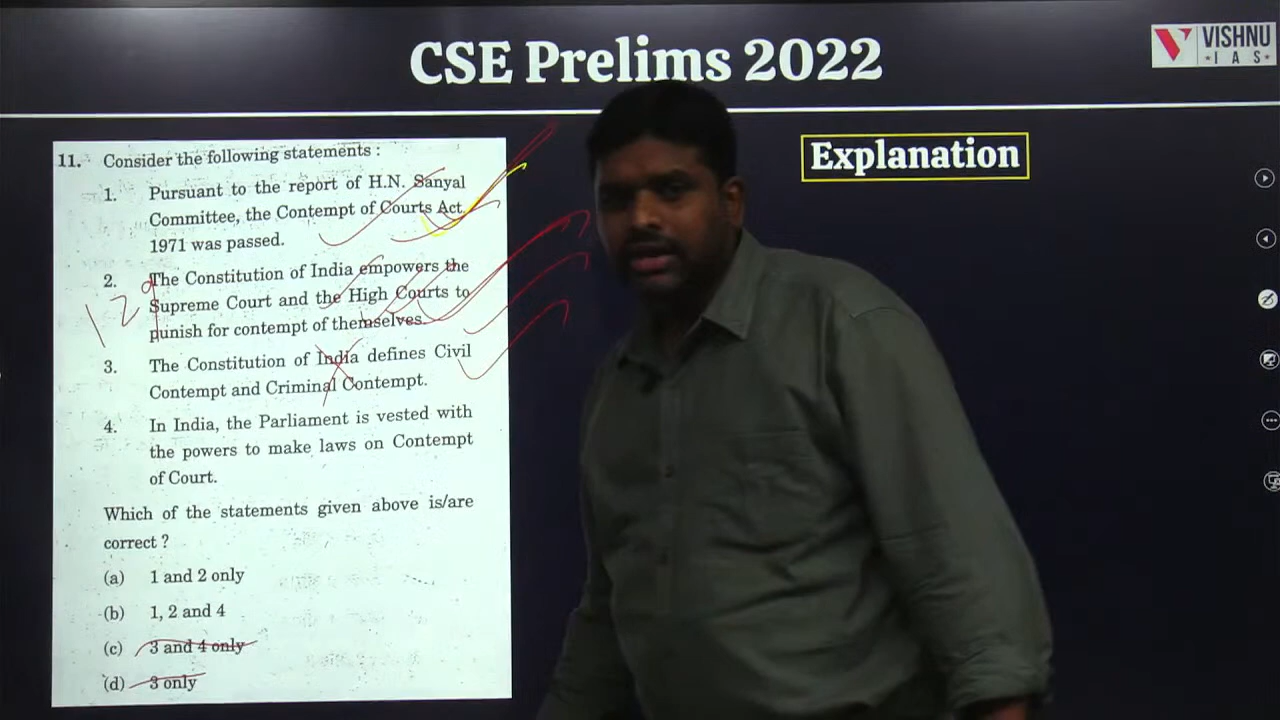 CSE Prelims 2022
VISHNU
I A S
Explanation
11. Consider the following statements :
1. Pursuant to the report of H.N. Sanyal
Committee, the Contempt of Courts Act.
1971 was passed.
2. The Constitution of India empowers the
Supreme Court and the High Courts to
punish for contempt of themselves.
3. The Constitution of India defines Civil
Contempt and Criminal Contempt.
4. In India, the Parliament is vested with
the powers to make laws on Contempt
of Court.
Which of the statements given above is/are
correct ?
(a) 1 and 2 only
(b) 1, 2 and 4
(c) 3 and 4 only
(d) 3 only
129